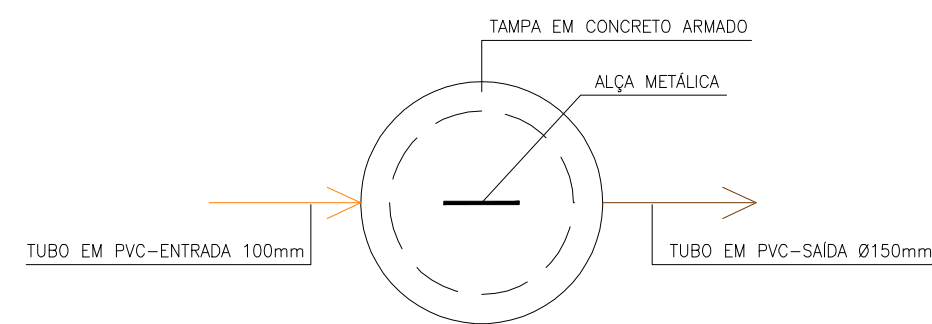 TAMPA EM CONCRETO ARMADO
ALÇA METÁLICA
TUBO EM PVC-ENTRADA 100mm
TUBO EM PVC-SAÍDA Ø150mm